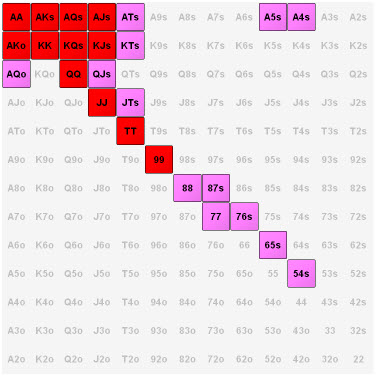 AA AKs AQs AJs ATs A9s A8s A7s A6s A5s A4s A3s A2s
AKo KK KQs KJs KTs K9s K8s K7s K6s K5s K4s K3s K2s
AQo KQo QQ QJs QTs Q9s Q8s Q7s Q6s Q5s Q4s Q3s Q2s
AJo KJo QJo JJ JTs J9s J8s J7s J6s J5s J4s J3s J2s
ATo KTo QTo JTo TT T9s T8s T7s T6s T5s T4s T3s T2s
A9o K9o Q9o J9o T9o 99 98s 97s 96s 95s 94s 93s 92s
A8o K8o Q8o J8o T8o 98o 88 87s 86s 85s 84s 83s 82s
A7o K7o Q7o J7o T7o 97o 87o 77 76s 75s 74s 73s 72s
A6o K6o Q6o J6o T6o 96o 86o 76o 66 65s 64s 63s 62s
A5o K5o Q5o J5o T5o 95o 85o 75o 65o 55 54s 53s 52s
A4o K4o Q4o J4o T4o 94o 84o 74o 64o 54o 44 43s 42s
A3o K3o Q3o J3o T3o 93o 83o 73o 63o 53o 43o 33 32s
A2o K2o Q2o J2o T2o 92o 82o 72o 62o 52o 42o 32o 22